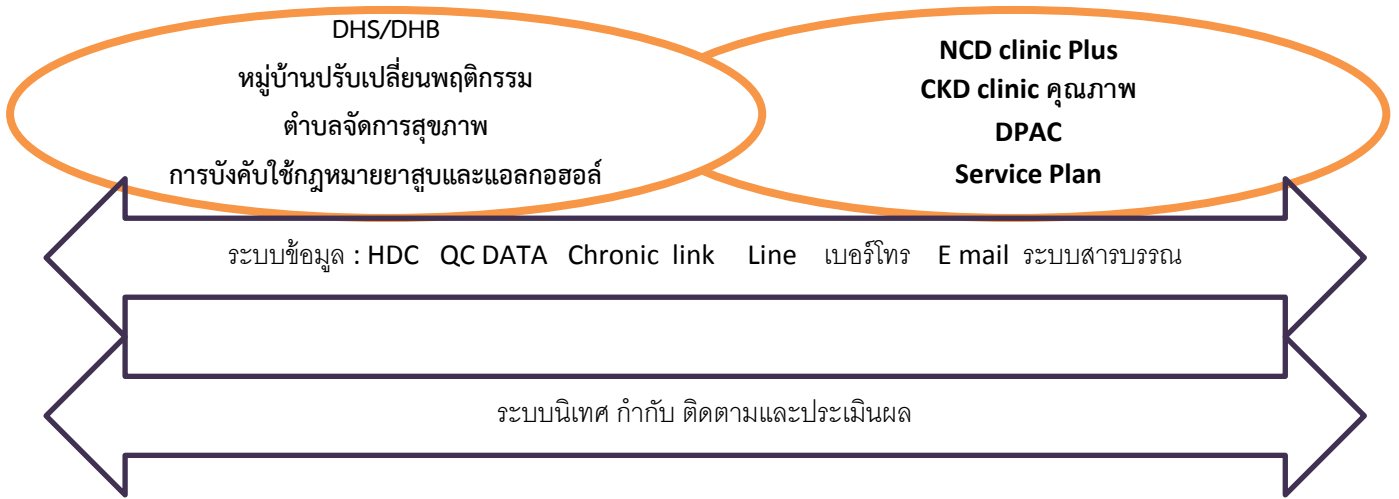 DHS/DHB
หมู่บ้านปรับเปลี่ยนพฤติกรรม
ตำบลจัดการสุขภาพ
การบังคับใช้กฎหมายยาสูบและแอลกอฮอล์
NCD clinic Plus
CKD clinic คุณภาพ
DPAC
Service Plan
ระบบข้อมูล : HDC QC DATA Chronic link Line เบอร์โทร E mail ระบบสารบรรณ
ระบบนิเทศ กำกับ ติดตามและประเมินผล